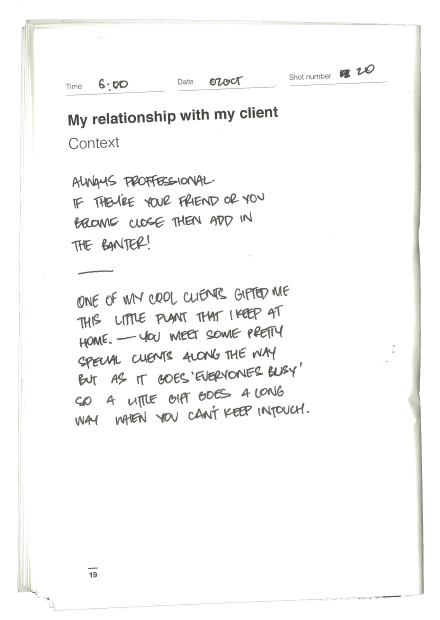 Time 6:00 Date 02OCT Shot number 20
My relationship with my client
Context
ALWAYS PROFFESSIONAL.
IF THEY'RE YOUR FRIEND OR YOU
BECOME CLOSE THEN ADD IN
THE BANTER!
ONE OF MY COOL CLIENTS GIFTED ME
THIS LITTLE PLANT THAT I KEEP AT
HOME. — YOU MEET SOME PRETTY
SPECIAL CLIENTS ALONG THE WAY
BUT AS IT GOES 'EVERYONES BUSY'
SO A LITTLE GIFT GOES A LONG
WAY WHEN YOU CAN'T KEEP INTOUCH.
19